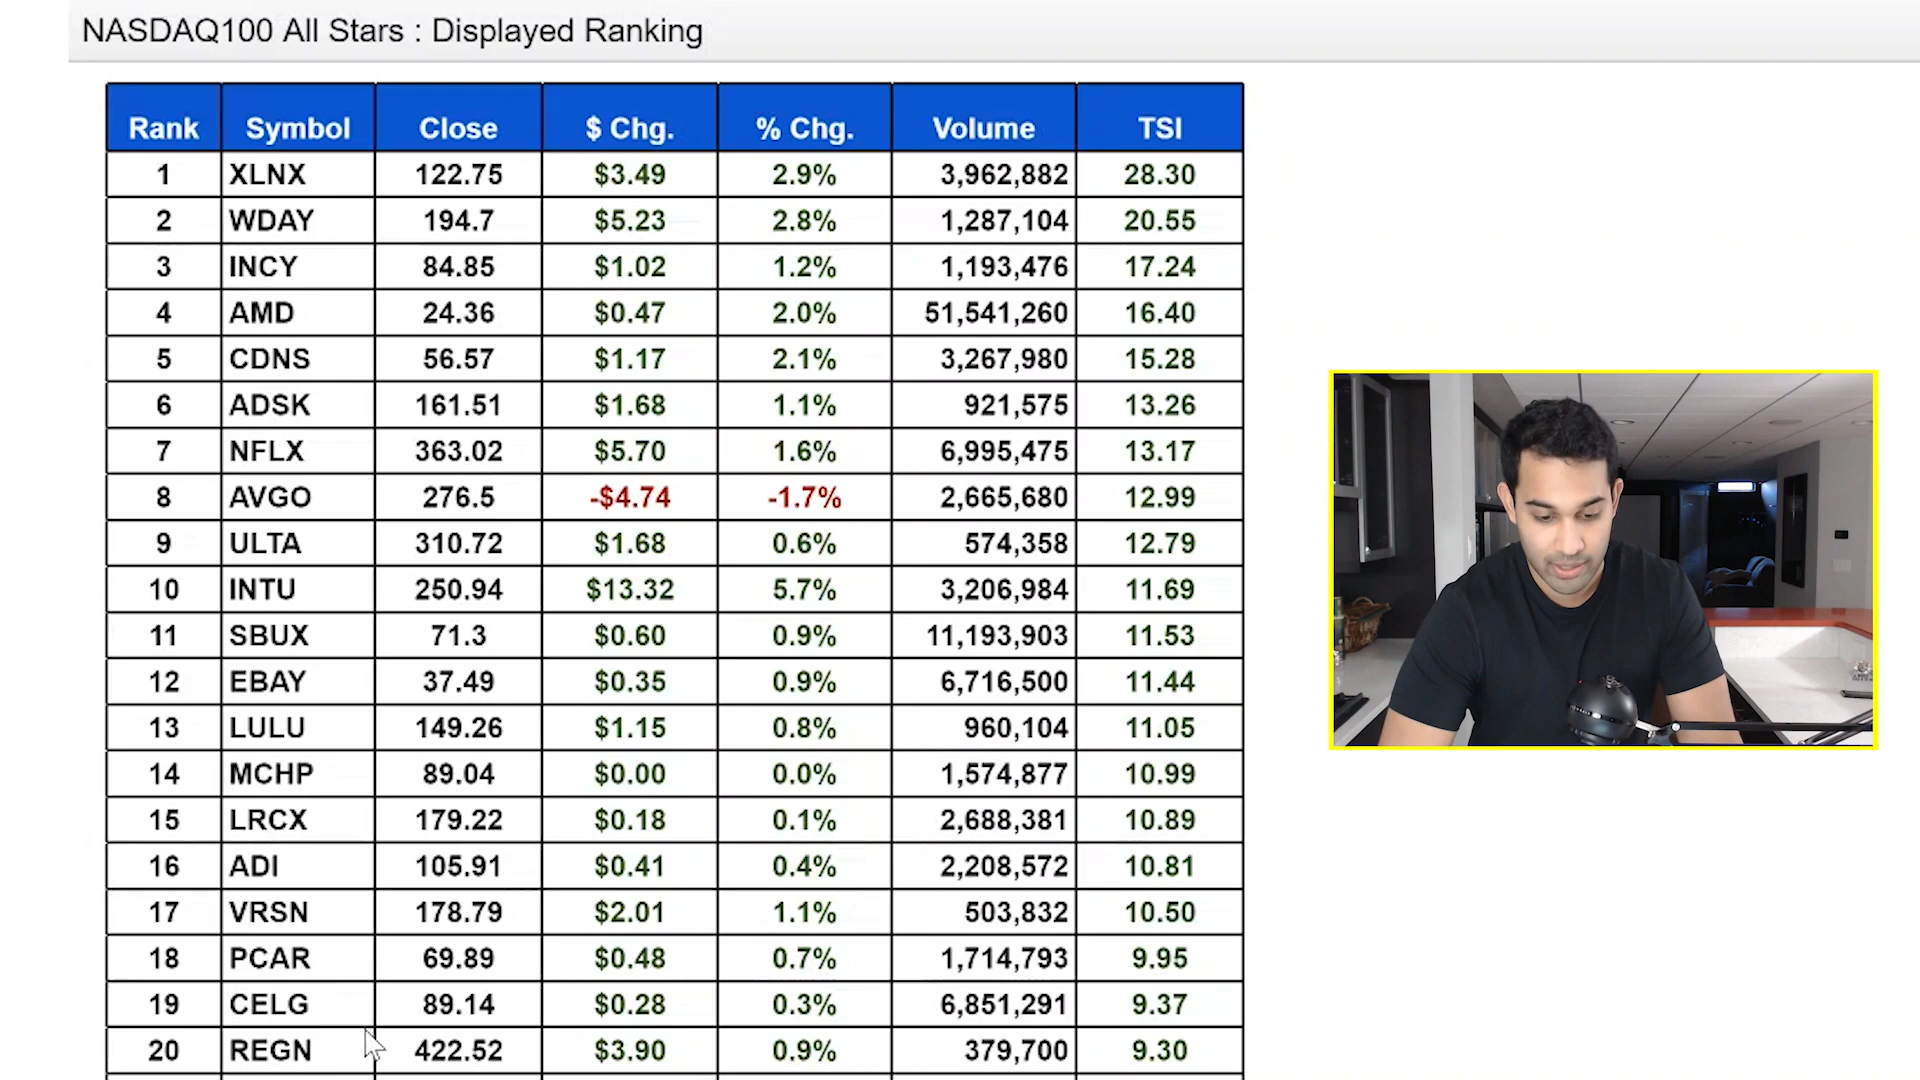 NASDAQ100 All Stars : Displayed Ranking
Rank Symbol Close $ Chg. % Chg. Volume TSI
1 XLNX 122.75 $3.49 2.9% 3,962,882 28.30
2 WDAY 194.7 $5.23 2.8% 1,287,104 20.55
3 INCY 84.85 $1.02 1.2% 1,193,476 17.24
4 AMD 24.36 $0.47 2.0% 51,541,260 16.40
5 CDNS 56.57 $1.17 2.1% 3,267,980 15.28
6 ADSK 161.51 $1.68 1.1% 921,575 13.26
7 NFLX 363.02 $5.70 1.6% 6,995,475 13.17
8 AVGO 276.5 -$4.74 -1.7% 2,665,680 12.99
9 ULTA 310.72 $1.68 0.6% 574,358 12.79
10 INTU 250.94 $13.32 5.7% 3,206,984 11.69
11 SBUX 71.3 $0.60 0.9% 11,193,903 11.53
12 EBAY 37.49 $0.35 0.9% 6,716,500 11.44
13 LULU 149.26 $1.15 0.8% 960,104 11.05
14 MCHP 89.04 $0.00 0.0% 1,574,877 10.99
15 LRCX 179.22 $0.18 0.1% 2,688,381 10.89
16 ADI 105.91 $0.41 0.4% 2,208,572 10.81
17 VRSN 178.79 $2.01 1.1% 503,832 10.50
18 PCAR 69.89 $0.48 0.7% 1,714,793 9.95
19 CELG 89.14 $0.28 0.3% 6,851,291 9.37
20 REGN 422.52 $3.90 0.9% 379,700 9.30